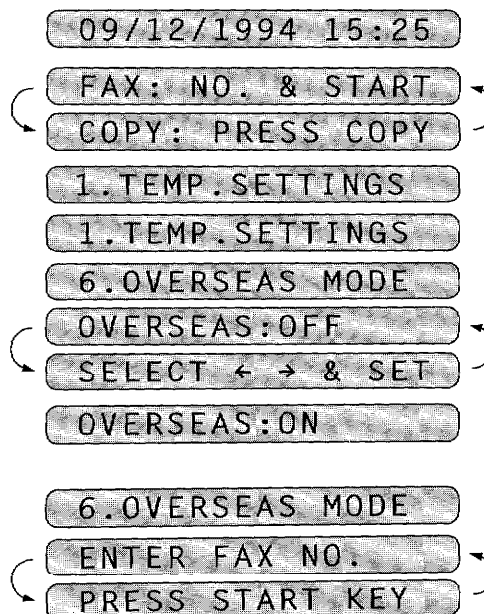 09/12/1994 15:25
FAX: NO. & START
COPY: PRESS COPY
1.TEMP.SETTINGS
1.TEMP.SETTINGS
6.OVERSEAS MODE
OVERSEAS:OFF
SELECT ← → & SET
OVERSEAS:ON
6.OVERSEAS MODE
ENTER FAX NO.
PRESS START KEY